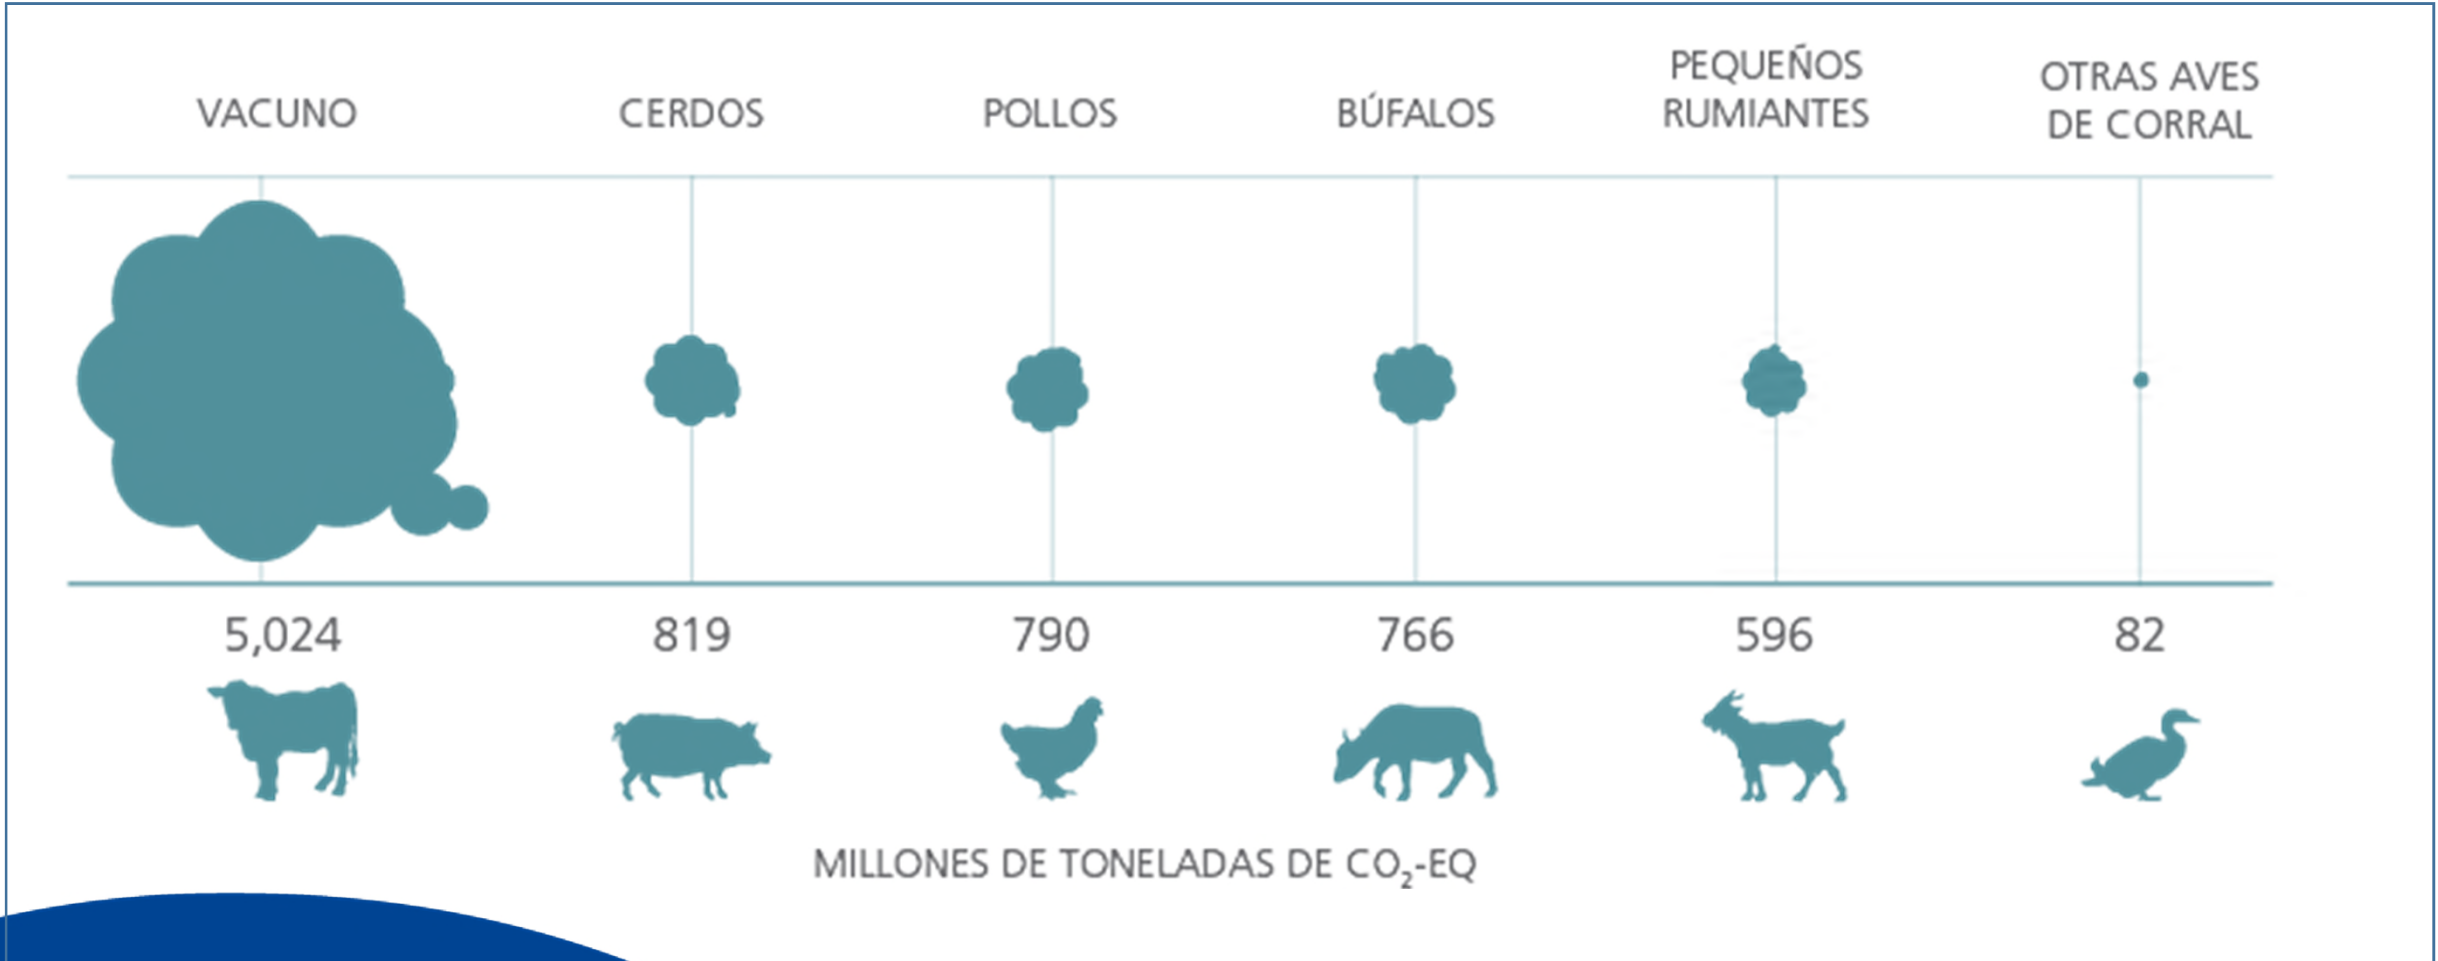 VACUNO
CERDOS
POLLOS
BÚFALOS
PEQUEÑOS
RUMIANTES
OTRAS AVES
DE CORRAL
5,024
819
790
766
596
82
MILLONES DE TONELADAS DE CO₂-EQ